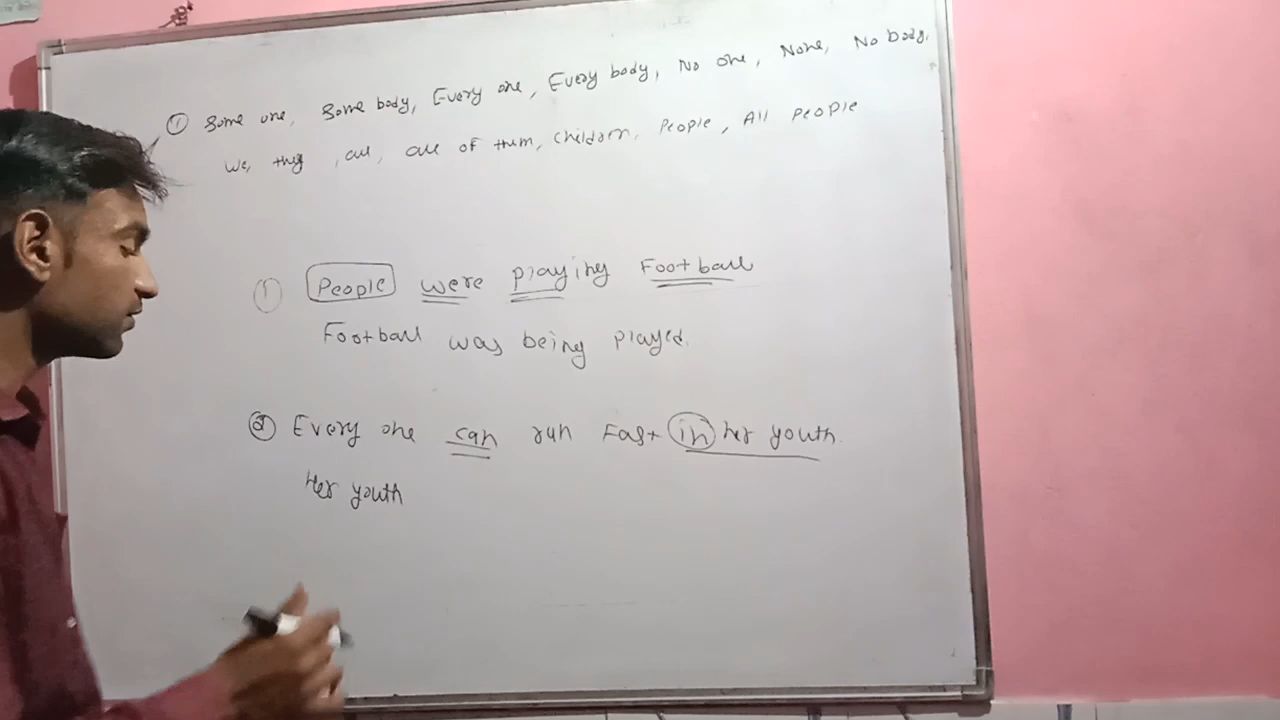 ① Some one, Some body, Every one, Every body, No one, None, No body,
We, they, all, all of them, Children, People, All people
① People were playing Football
Football was being played.
② Every one can run Fast in her youth.
Her youth